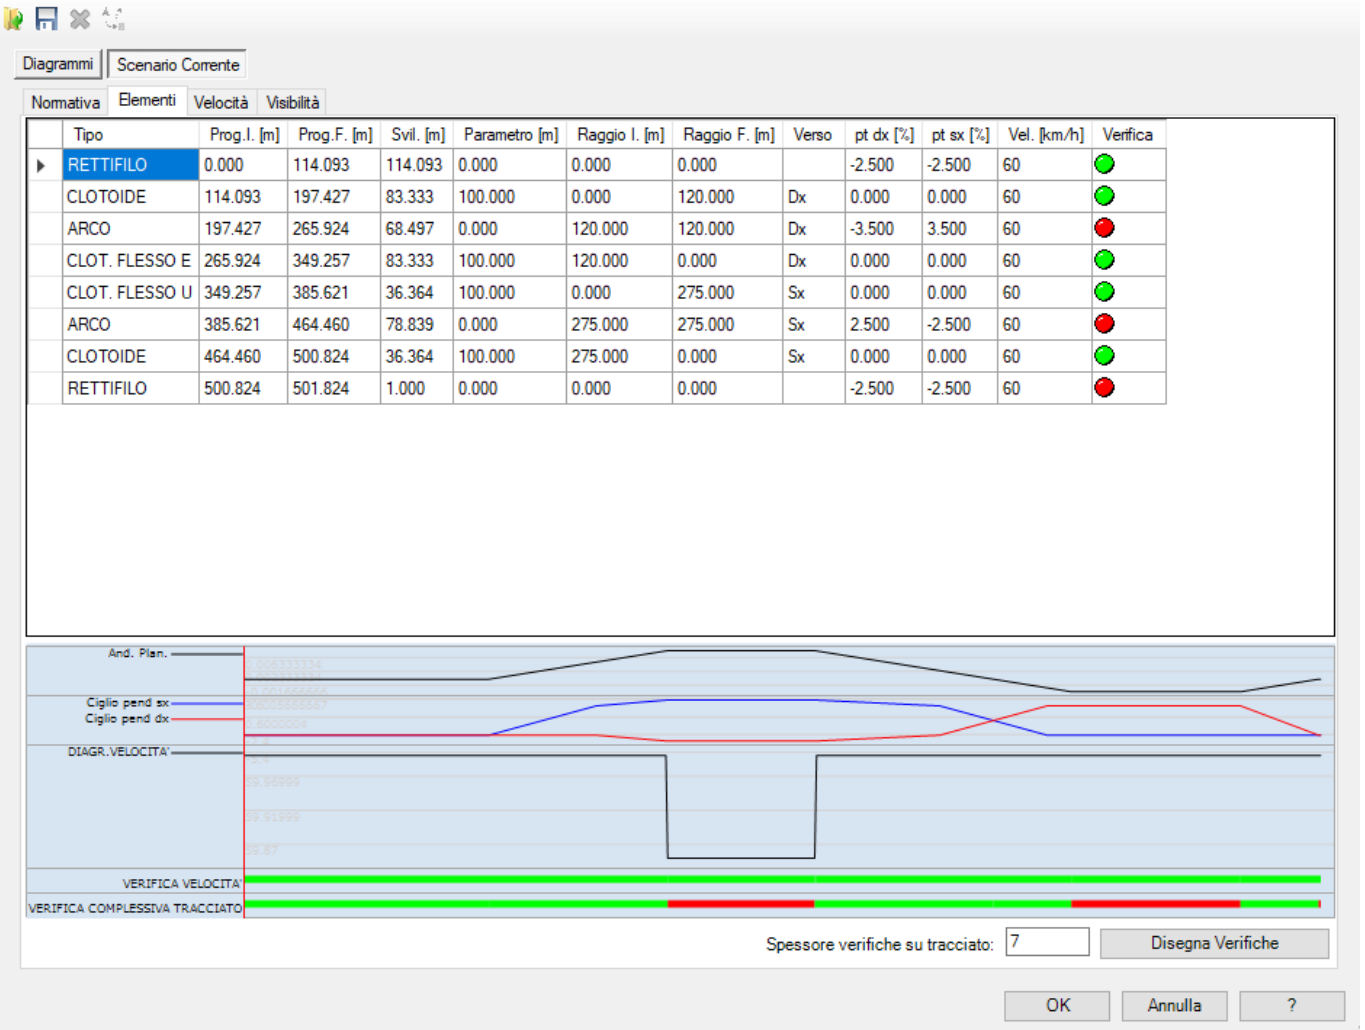 Diagrammi Scenario Corrente
Normativa Elementi Velocità Visibilità
Tipo Prog.I. [m] Prog.F. [m] Svil. [m] Parametro [m] Raggio I. [m] Raggio F. [m] Verso pt dx [%] pt sx [%] Vel. [km/h] Verifica
RETTIFILO 0.000 114.093 114.093 0.000 0.000 0.000 -2.500 -2.500 60
CLOTOIDE 114.093 197.427 83.333 100.000 0.000 120.000 Dx 0.000 0.000 60
ARCO 197.427 265.924 68.497 0.000 120.000 120.000 Dx -3.500 3.500 60
CLOT. FLESSO E 265.924 349.257 83.333 100.000 120.000 0.000 Dx 0.000 0.000 60
CLOT. FLESSO U 349.257 385.621 36.364 100.000 0.000 275.000 Sx 0.000 0.000 60
ARCO 385.621 464.460 78.839 0.000 275.000 275.000 Sx 2.500 -2.500 60
CLOTOIDE 464.460 500.824 36.364 100.000 275.000 0.000 Sx 0.000 0.000 60
RETTIFILO 500.824 501.824 1.000 0.000 0.000 0.000 -2.500 -2.500 60
And. Plan.
Ciglio pend sx
Ciglio pend dx
DIAGR.VELOCITA'
59.96999
59.91999
59.87
VERIFICA VELOCITA'
VERIFICA COMPLESSIVA TRACCIATO
Spessore verifiche su tracciato: 7 Disegna Verifiche
OK Annulla ?